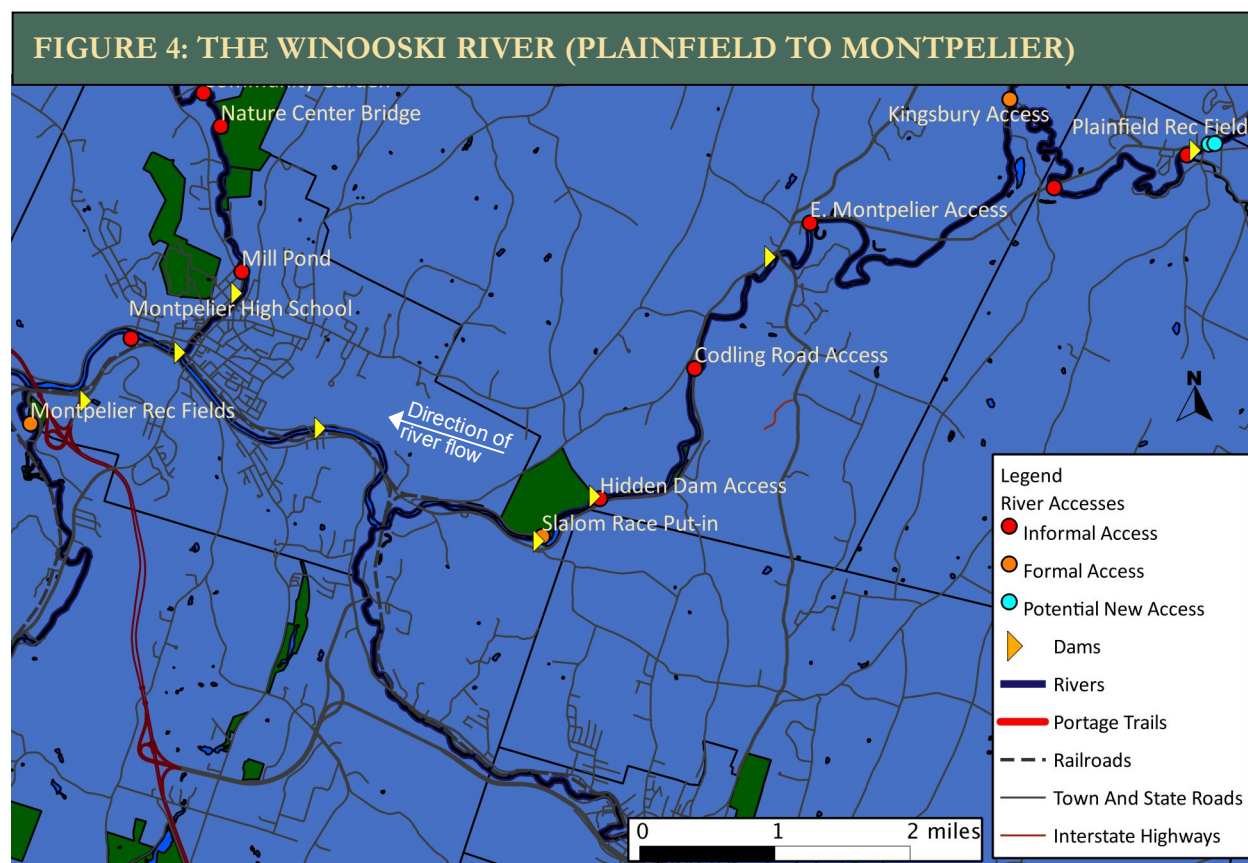 FIGURE 4: THE WINOOSKI RIVER (PLAINFIELD TO MONTPELIER)
Nature Center Bridge
Kingsbury Access
Plainfield Rec Field
E. Montpelier Access
Mill Pond
Montpelier High School
Codling Road Access
Montpelier Rec Fields
Direction of
river flow
N
Hidden Dam Access
Slalom Race Put-in
Legend
River Accesses
Informal Access
Formal Access
Potential New Access
Dams
Rivers
Portage Trails
Railroads
Town And State Roads
Interstate Highways
0 1 2 miles